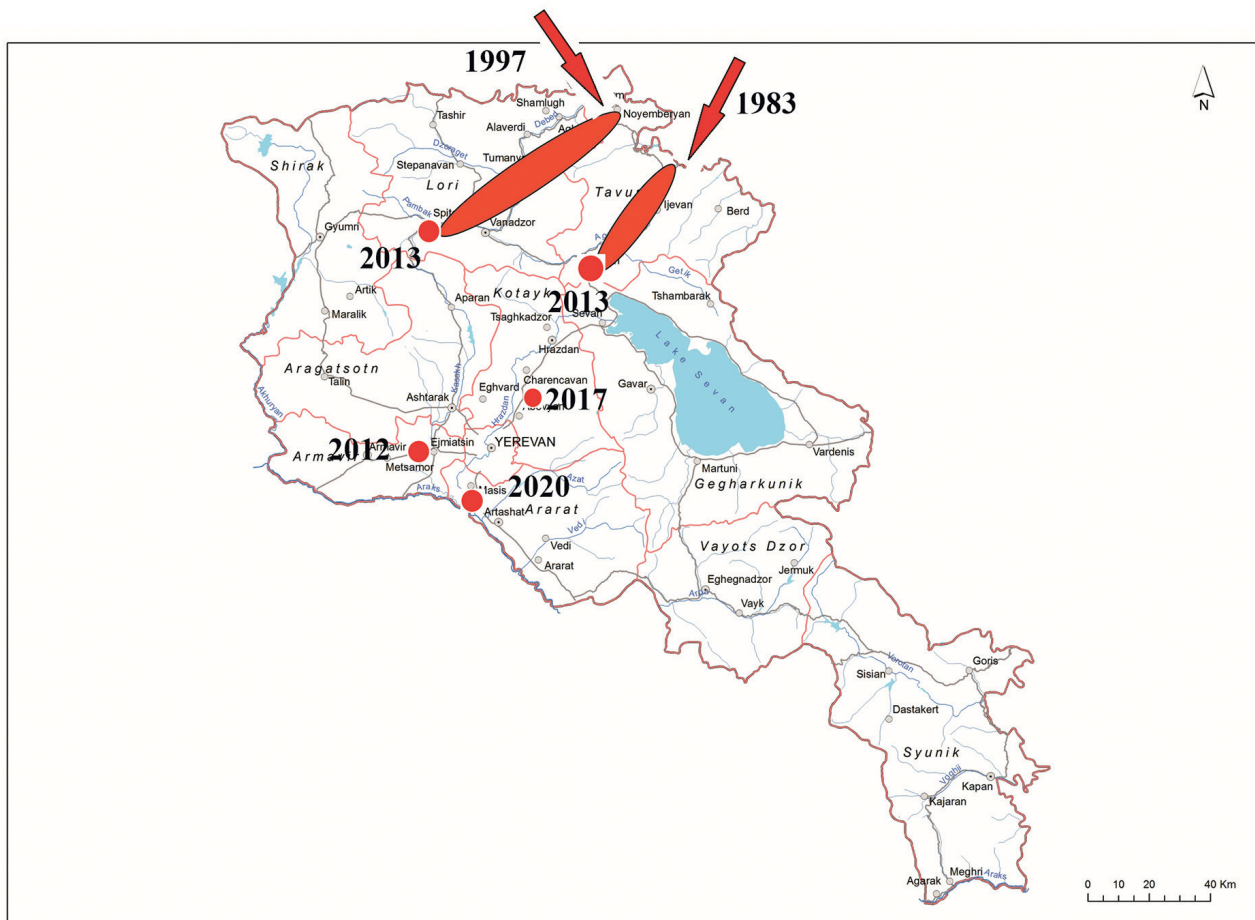 1997
1983
N
Shamlugh
Tashir
Debed
Noyemberyan
Alaverdi
Dzoraget
Stepanavan
Shirak
Lori
Ijevan
Berd
Pambak
Vanadzor
Gyumri
2013
Getik
2013
Tshambarak
Kotayk
Artik
Maralik
Aparan
Tsaghkadzor
Sevan
Hrazdan
Lake Sevan
Aragatsotn
Talin
Kasakh
Charencavan
Gavar
Eghvard
Hrazdan
2017
Akhuryan
Ashtarak
2012
Armavir
Ejmiatsin
YEREVAN
Vardenis
Armavir
Metsamor
Martuni
Gegharkunik
Araks
Masis
2020
Azat
Artashat
Ararat
Vedi
Vedi
Ararat
Vayots Dzor
Jermuk
Eghegnadzor
Arpa
Vayk
Vorotan
Goris
Sisian
Dastakert
Syunik
Voghji
Kapan
Kajaran
Meghri
Araks
Agarak
0 10 20 40 Km